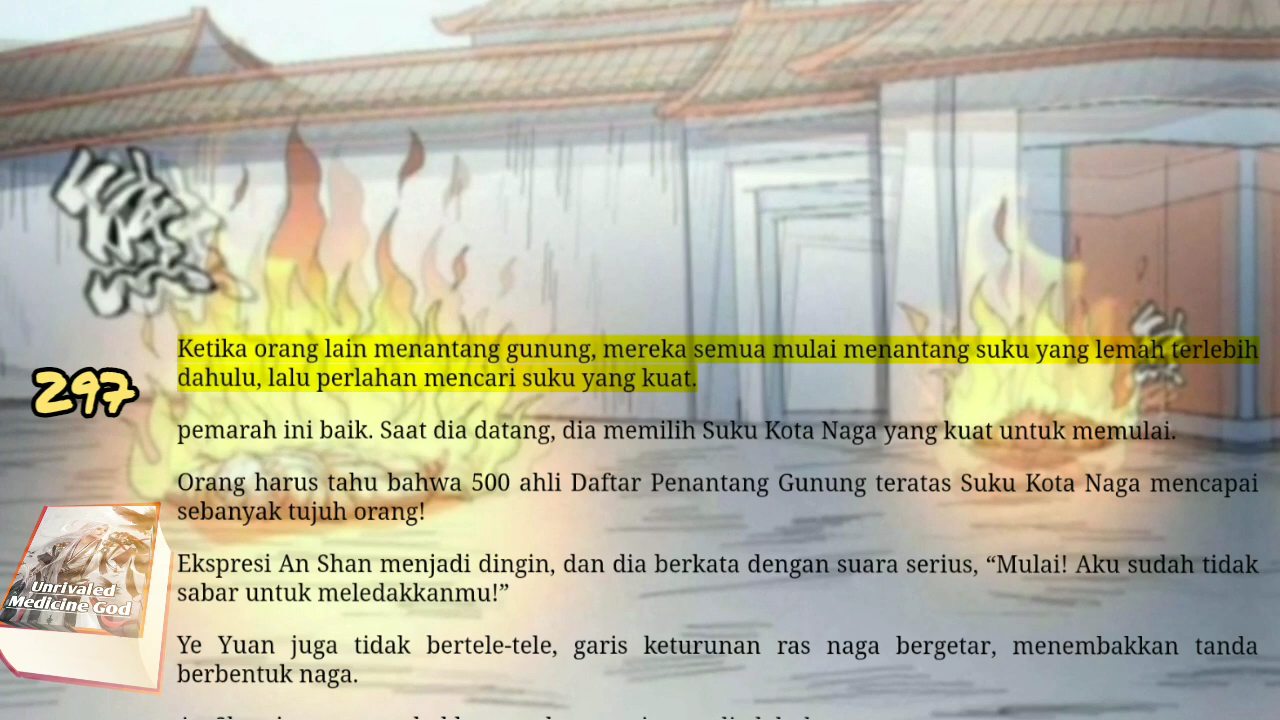 Ketika orang lain menantang gunung, mereka semua mulai menantang suku yang lemah terlebih
dahulu, lalu perlahan mencari suku yang kuat.
297
pemarah ini baik. Saat dia datang, dia memilih Suku Kota Naga yang kuat untuk memulai.
Orang harus tahu bahwa 500 ahli Daftar Penantang Gunung teratas Suku Kota Naga mencapai
sebanyak tujuh orang!
Ekspresi An Shan menjadi dingin, dan dia berkata dengan suara serius, “Mulai! Aku sudah tidak
sabar untuk meledakkanmu!”
Unrivaled
Medicine God
Ye Yuan juga tidak bertele-tele, garis keturunan ras naga bergetar, menembakkan tanda
berbentuk naga.